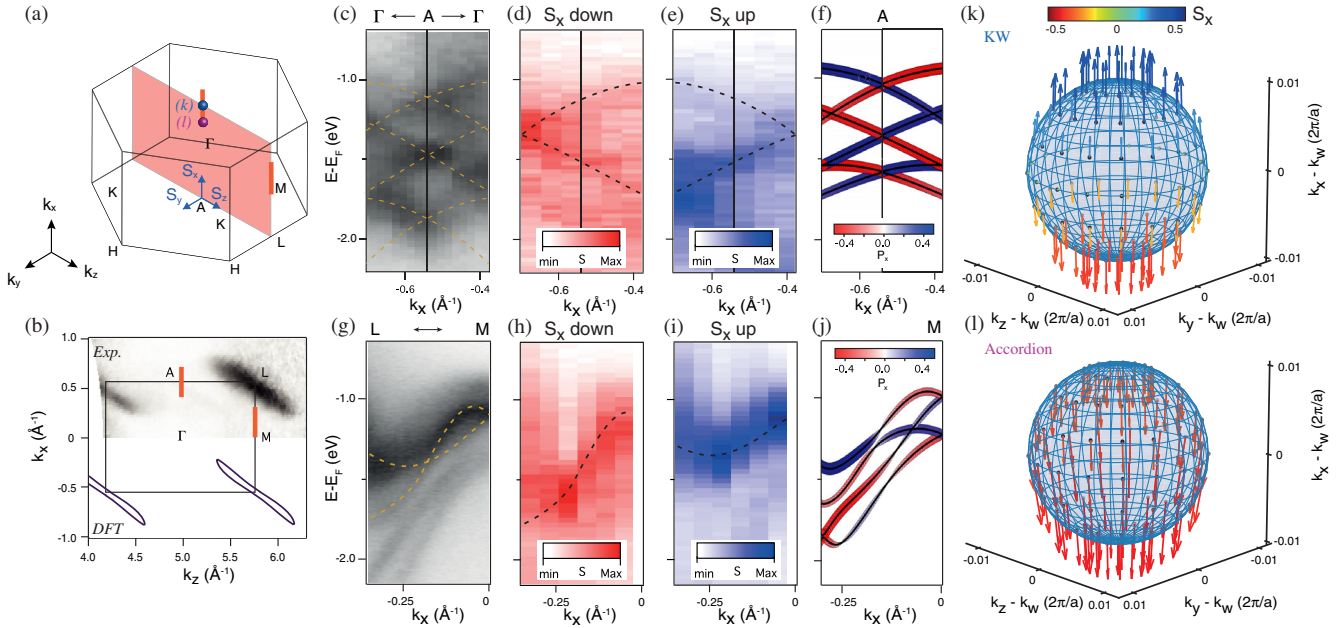 (a)
(k)
(l)
Γ
K
S_x
S_y
S_z
A
M
K
L
H
H
k_x
k_y
k_z
(b)
1.0
0.5
0
-0.5
-1.0
k_x (Å⁻¹)
Exp.
A
L
Γ
M
DFT
4.0
4.5
5.0
5.5
6.0
k_z (Å⁻¹)
(c)
Γ ← A → Γ
E-E_F (eV)
-1.0
-2.0
-0.6
-0.4
k_x (Å⁻¹)
(d)
S_x down
min S Max
-0.6
-0.4
k_x (Å⁻¹)
(e)
S_x up
min S Max
-0.6
-0.4
k_x (Å⁻¹)
(f)
A
-0.4 0.0 0.4
P_x
-0.6
-0.4
k_x (Å⁻¹)
(g)
L ↔ M
E-E_F (eV)
-1.0
-2.0
-0.25
0
k_x (Å⁻¹)
(h)
S_x down
min S Max
-0.25
0
k_x (Å⁻¹)
(i)
S_x up
min S Max
-0.25
0
k_x (Å⁻¹)
(j)
M
-0.4 0.0 0.4
P_x
-0.25
0
k_x (Å⁻¹)
(k)
S_x
-0.5 0 0.5
KW
0.01
0
-0.01
k_x - k_w (2π/a)
-0.01
0
0.01
k_z - k_w (2π/a)
0.01
0
-0.01
k_y - k_w (2π/a)
(l)
Accordion
0.01
0
-0.01
k_x - k_w (2π/a)
-0.01
0
0.01
k_z - k_w (2π/a)
0.01
0
-0.01
k_y - k_w (2π/a)